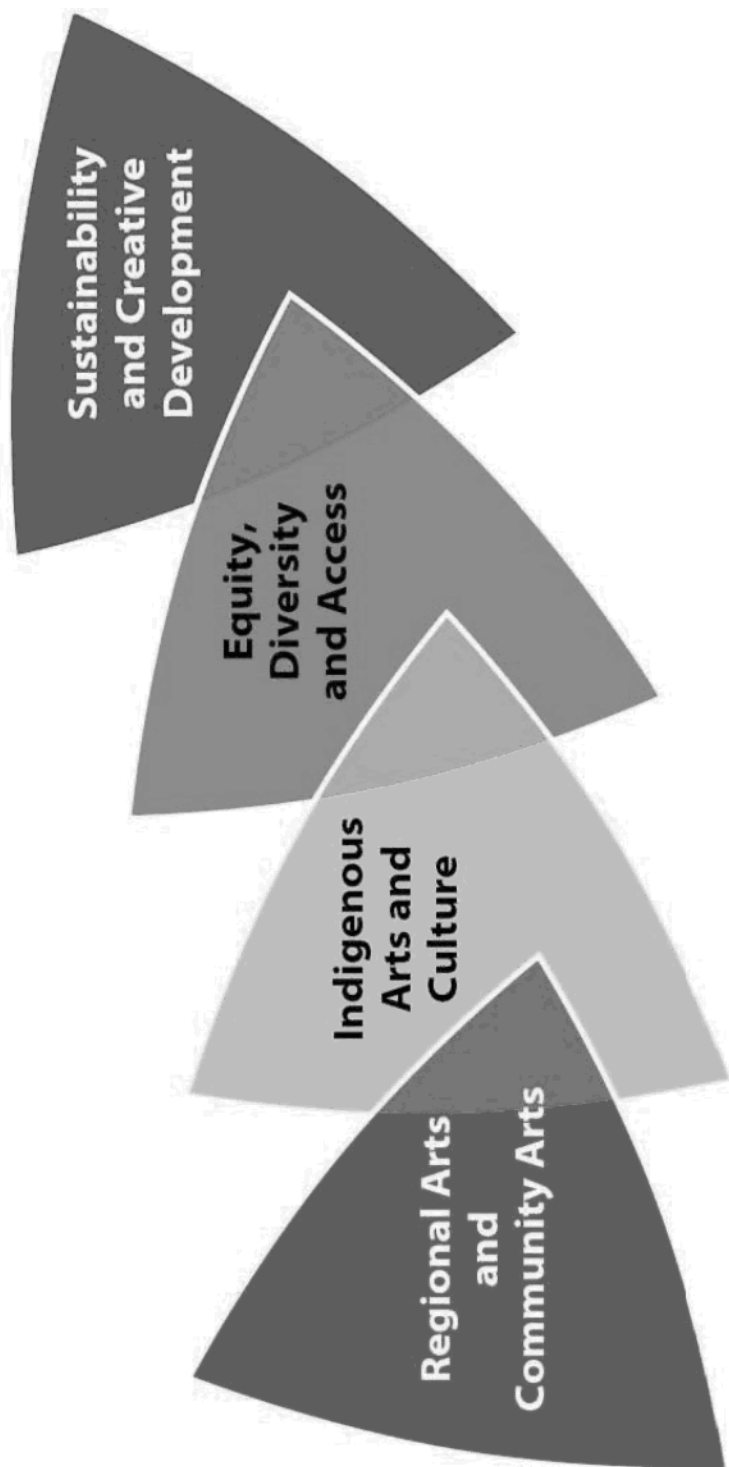 Regional Arts
and
Community Arts
Indigenous
Arts and
Culture
Equity,
Diversity
and Access
Sustainability
and Creative
Development